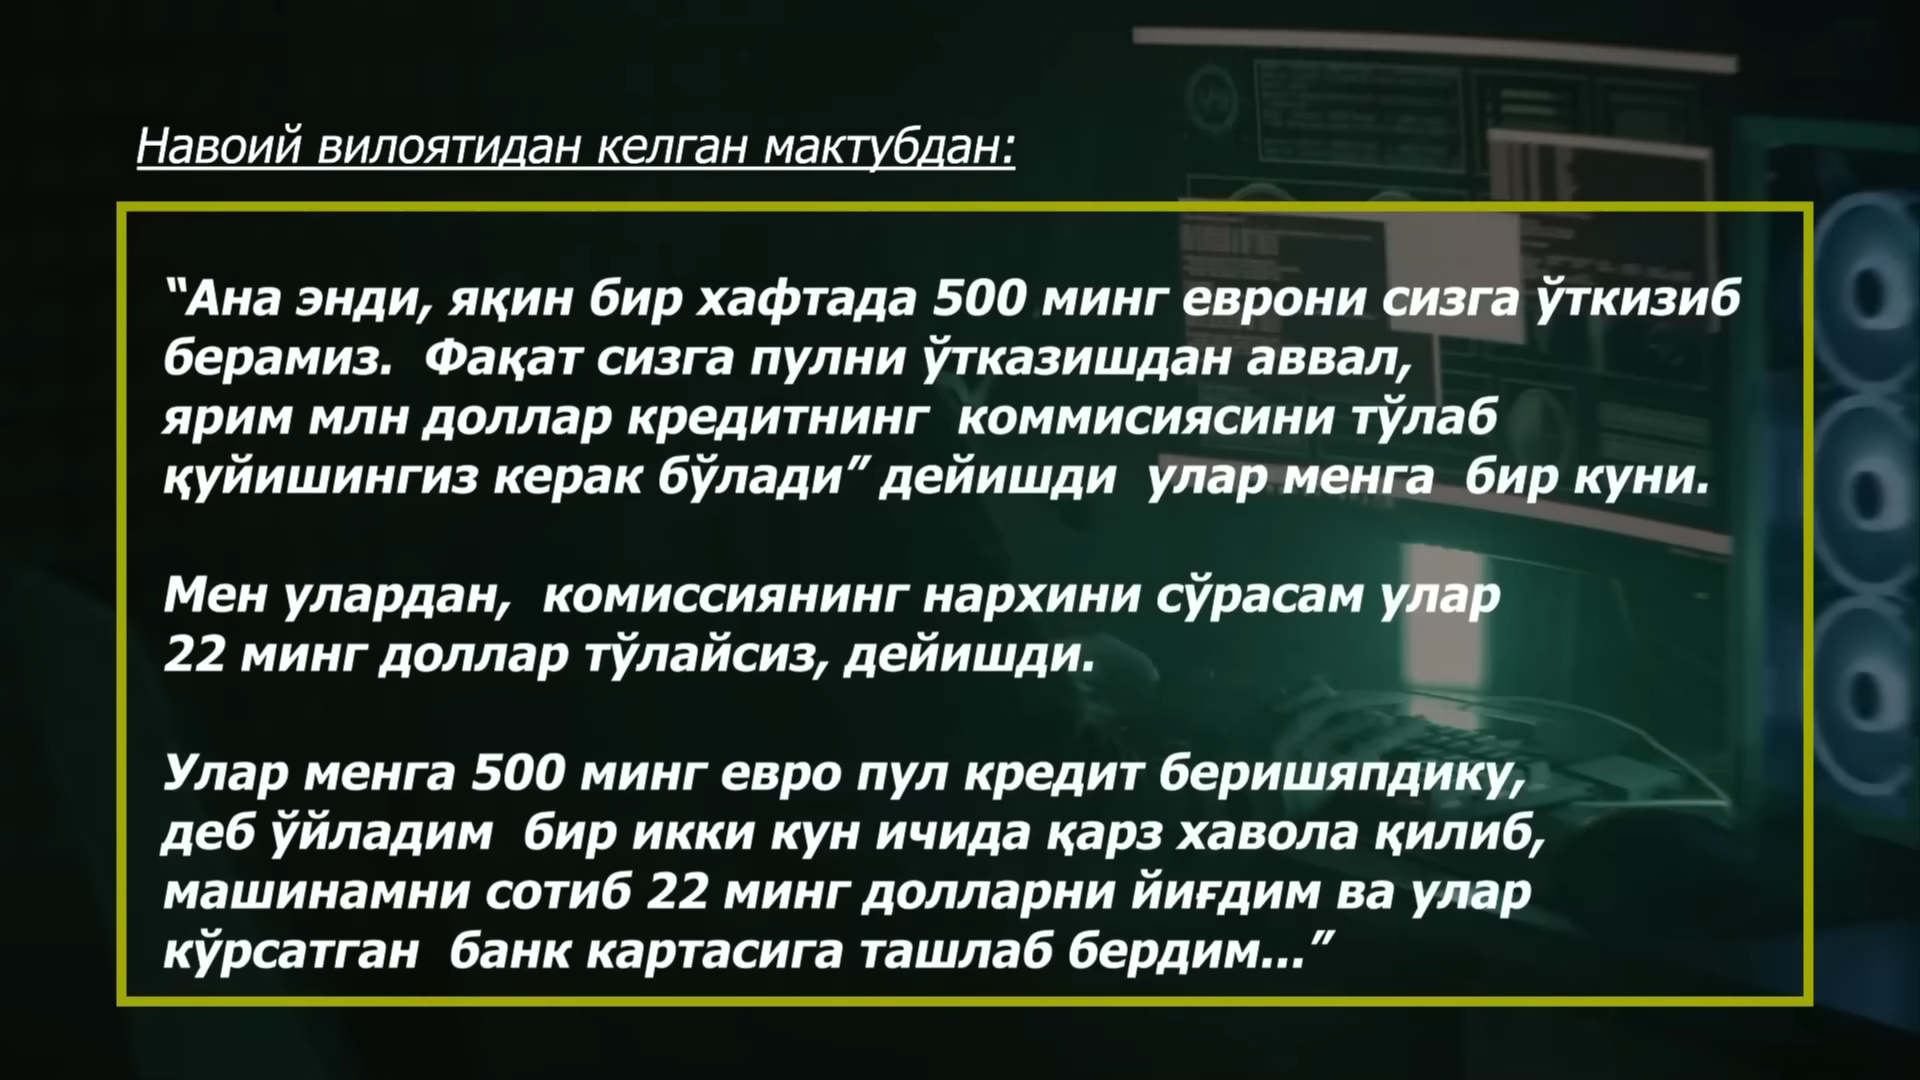 Навоий вилоятидан келган мактубдан:
“Ана энди, яқин бир хафтада 500 минг еврони сизга ўткизиб
берамиз.  Фақат сизга пулни ўтказишдан аввал,
ярим млн доллар кредитнинг  коммисиясини тўлаб
қуйишингиз керак бўлади” дейишди  улар менга  бир куни.
Мен улардан,  комиссиянинг нархини сўрасам улар
22 минг доллар тўлайсиз, дейишди.
Улар менга 500 минг евро пул кредит беришяпдику,
деб ўйладим  бир икки кун ичида қарз хавола қилиб,
машинамни сотиб 22 минг долларни йиғдим ва улар
кўрсатган  банк картасига ташлаб бердим...”